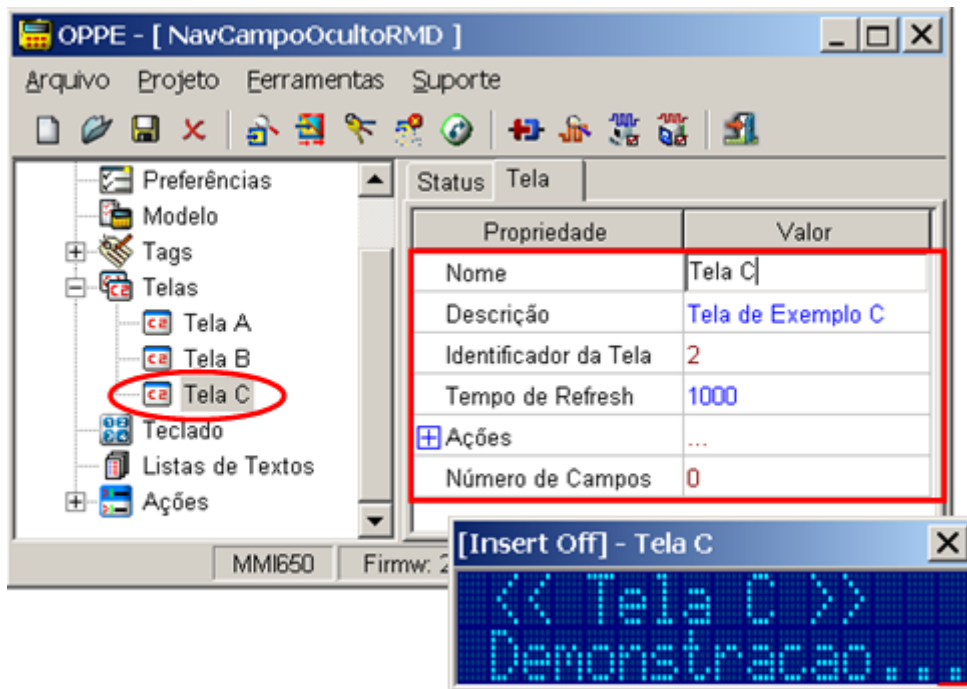 OPPE - [ NavCampoOcultoRMD ]
Arquivo Projeto Ferramentas Suporte
Preferências
Modelo
Tags
Telas
Tela A
Tela B
Tela C
Teclado
Listas de Textos
Ações
Status Tela
Propriedade Valor
Nome Tela C
Descrição Tela de Exemplo C
Identificador da Tela 2
Tempo de Refresh 1000
Ações ...
Número de Campos 0
MMI650 Firmw: 2
[Insert Off] - Tela C
<< Tela C >>
Demonstracao...